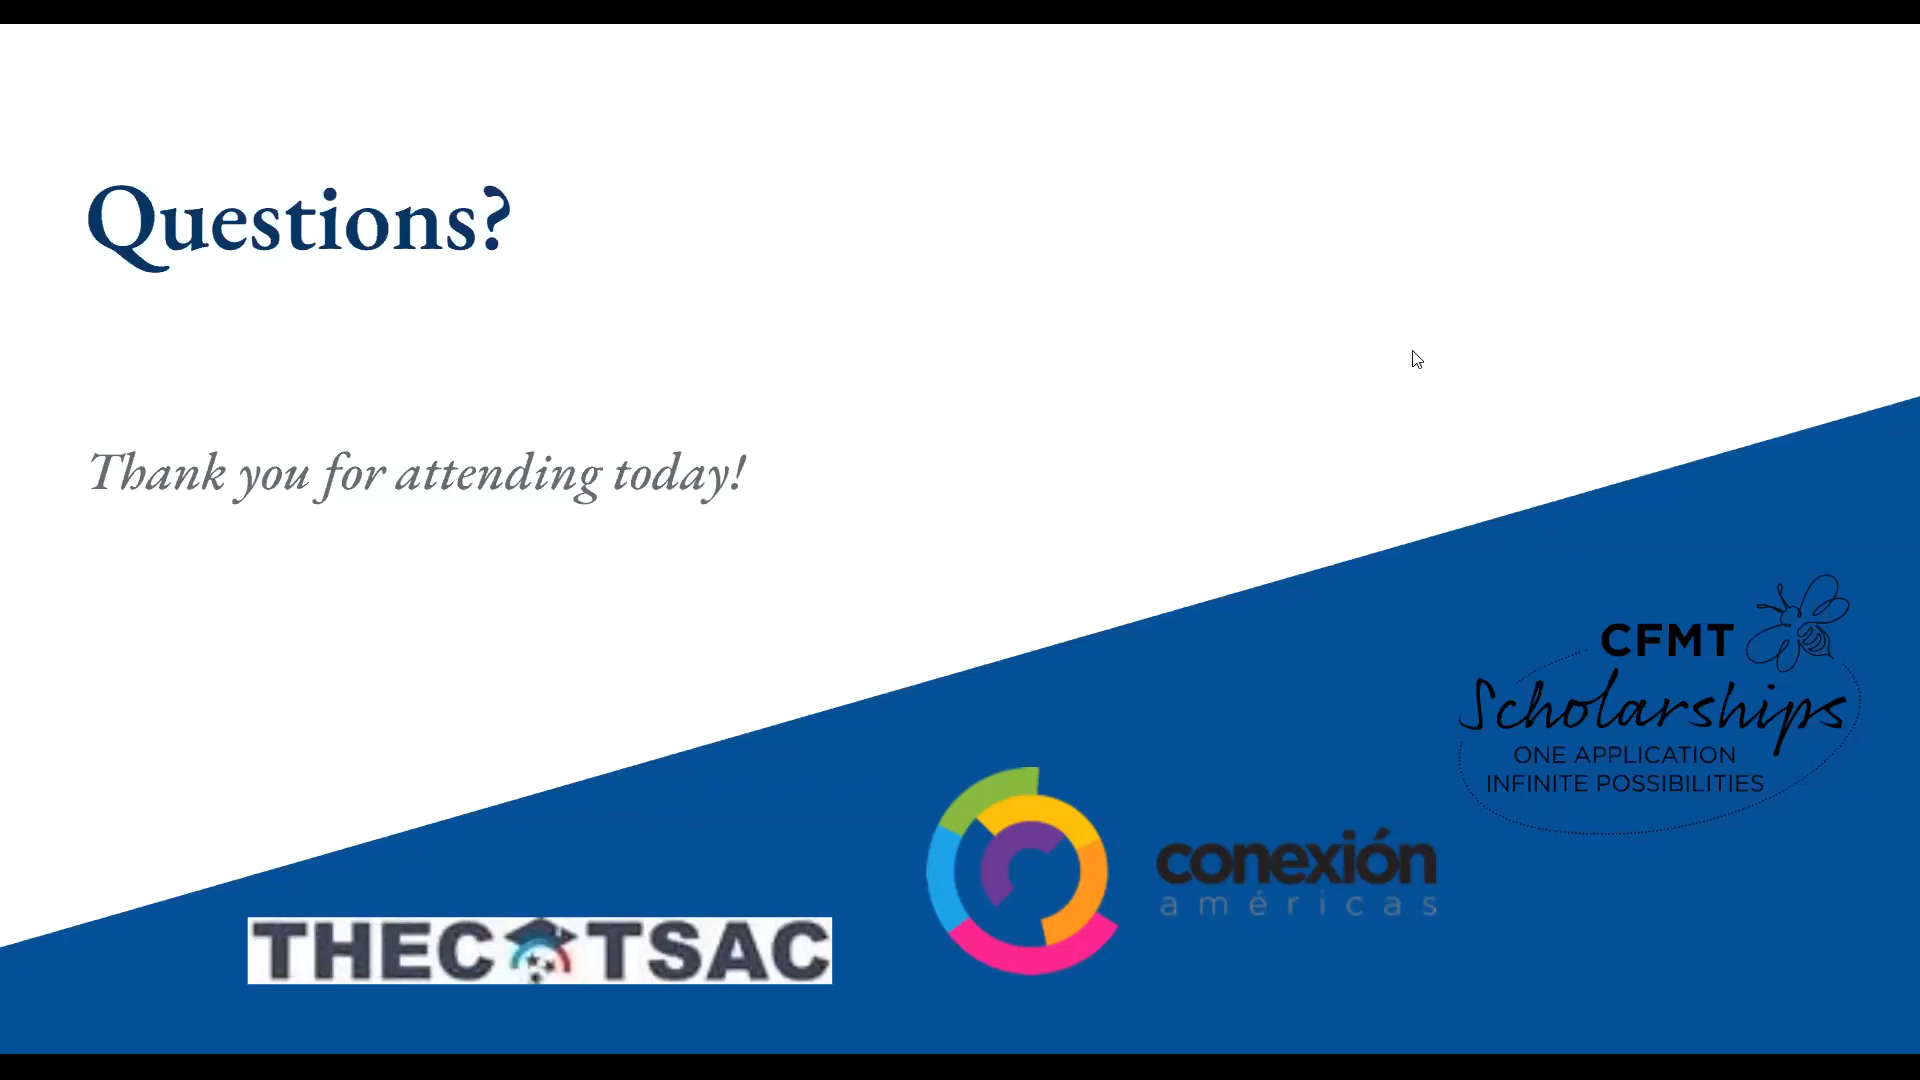 Questions?
Thank you for attending today!
CFMT
Scholarships
ONE APPLICATION
INFINITE POSSIBILITIES
conexión
américas
THEC TSAC